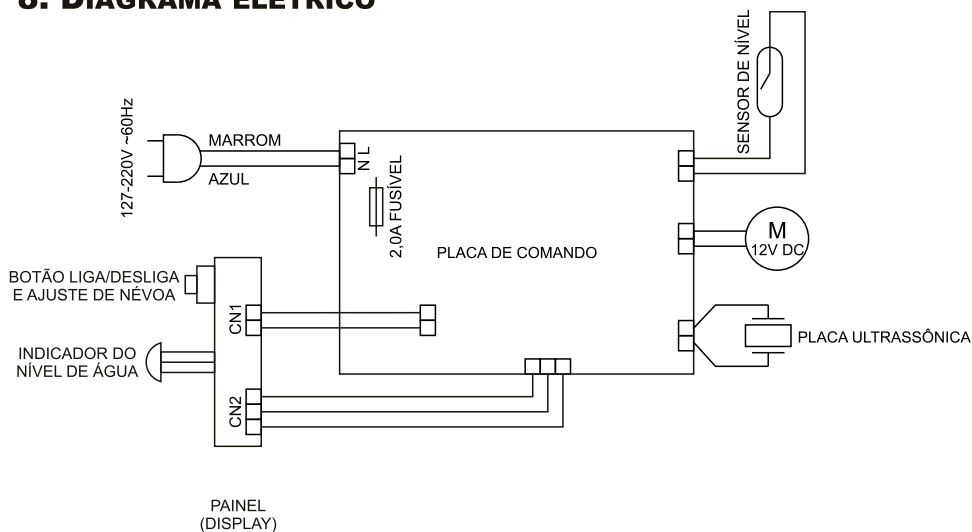 8. DIAGRAMA ELÉTRICO
SENSOR DE NÍVEL
127-220V ~60Hz
MARROM
AZUL
L
N
2,0A FUSÍVEL
PLACA DE COMANDO
M
12V DC
BOTÃO LIGA/DESLIGA
E AJUSTE DE NÉVOA
CN1
INDICADOR DO
NÍVEL DE ÁGUA
CN2
PLACA ULTRASSÔNICA
PAINEL
(DISPLAY)